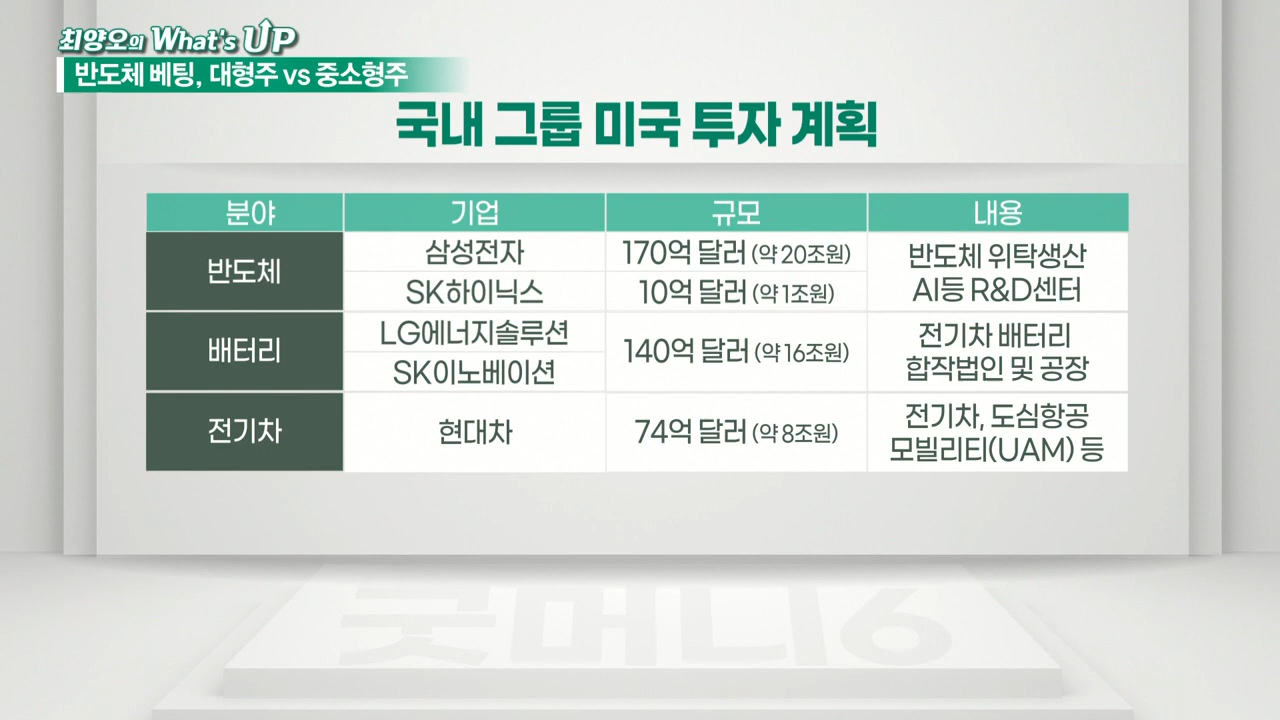 최양오의 What's UP
반도체 베팅, 대형주 vs 중소형주
국내 그룹 미국 투자 계획
분야 기업 규모 내용
반도체
삼성전자
170억 달러 (약 20조원)
SK하이닉스
10억 달러 (약 1조원)
반도체 위탁생산
AI등 R&D센터
배터리
LG에너지솔루션
SK이노베이션
140억 달러 (약 16조원)
전기차 배터리
합작법인 및 공장
전기차
현대차
74억 달러 (약 8조원)
전기차, 도심항공
모빌리티(UAM) 등
굿머니6